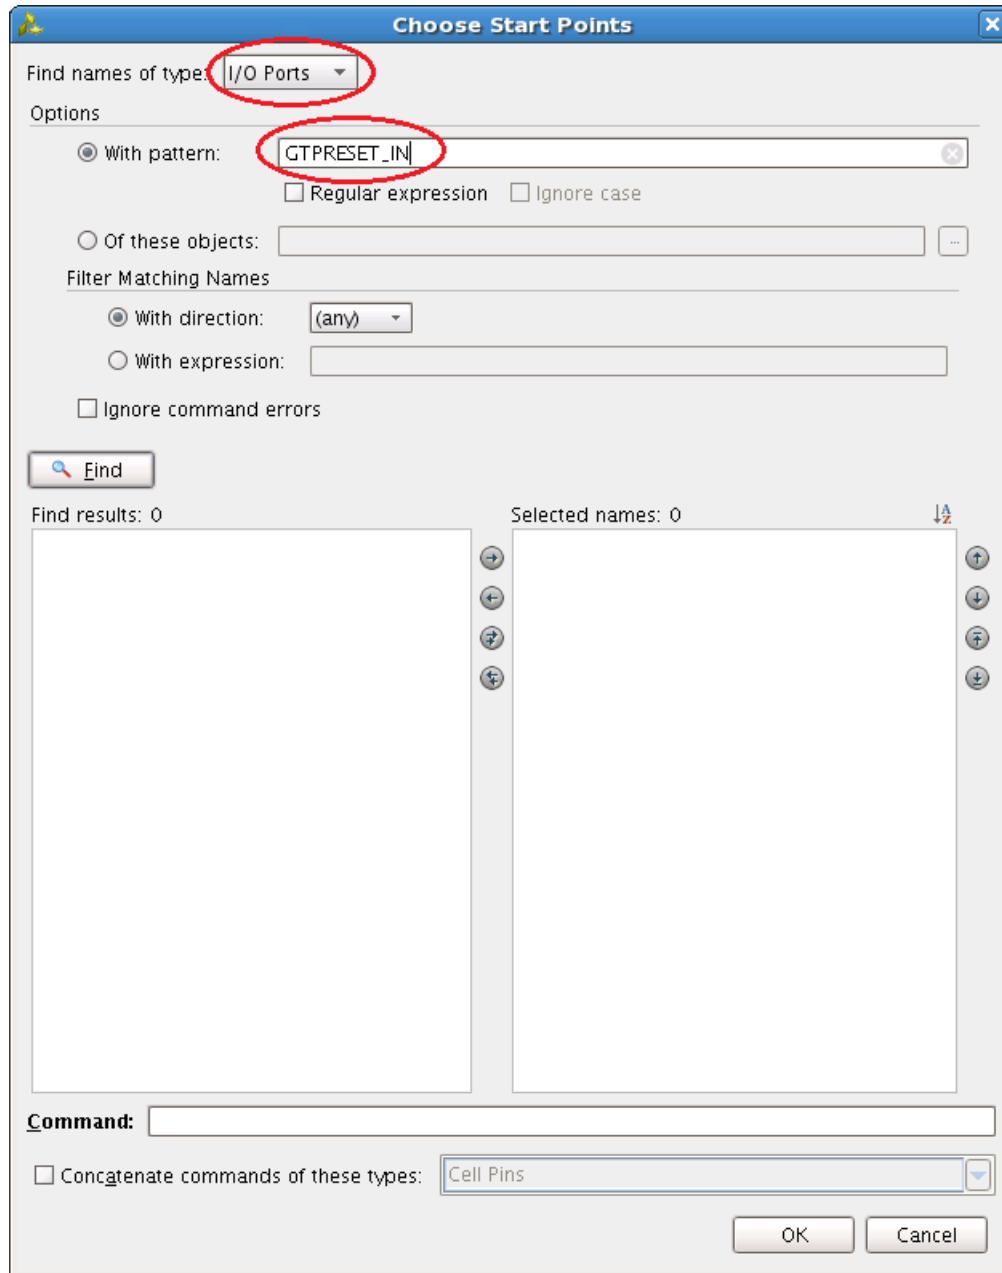 Choose Start Points
Find names of type: I/O Ports
Options
With pattern: GTPRESET_IN
Regular expression Ignore case
Of these objects: ...
Filter Matching Names
With direction: (any)
With expression:
Ignore command errors
Find
Find results: 0 Selected names: 0
Command:
Concatenate commands of these types: Cell Pins
OK Cancel